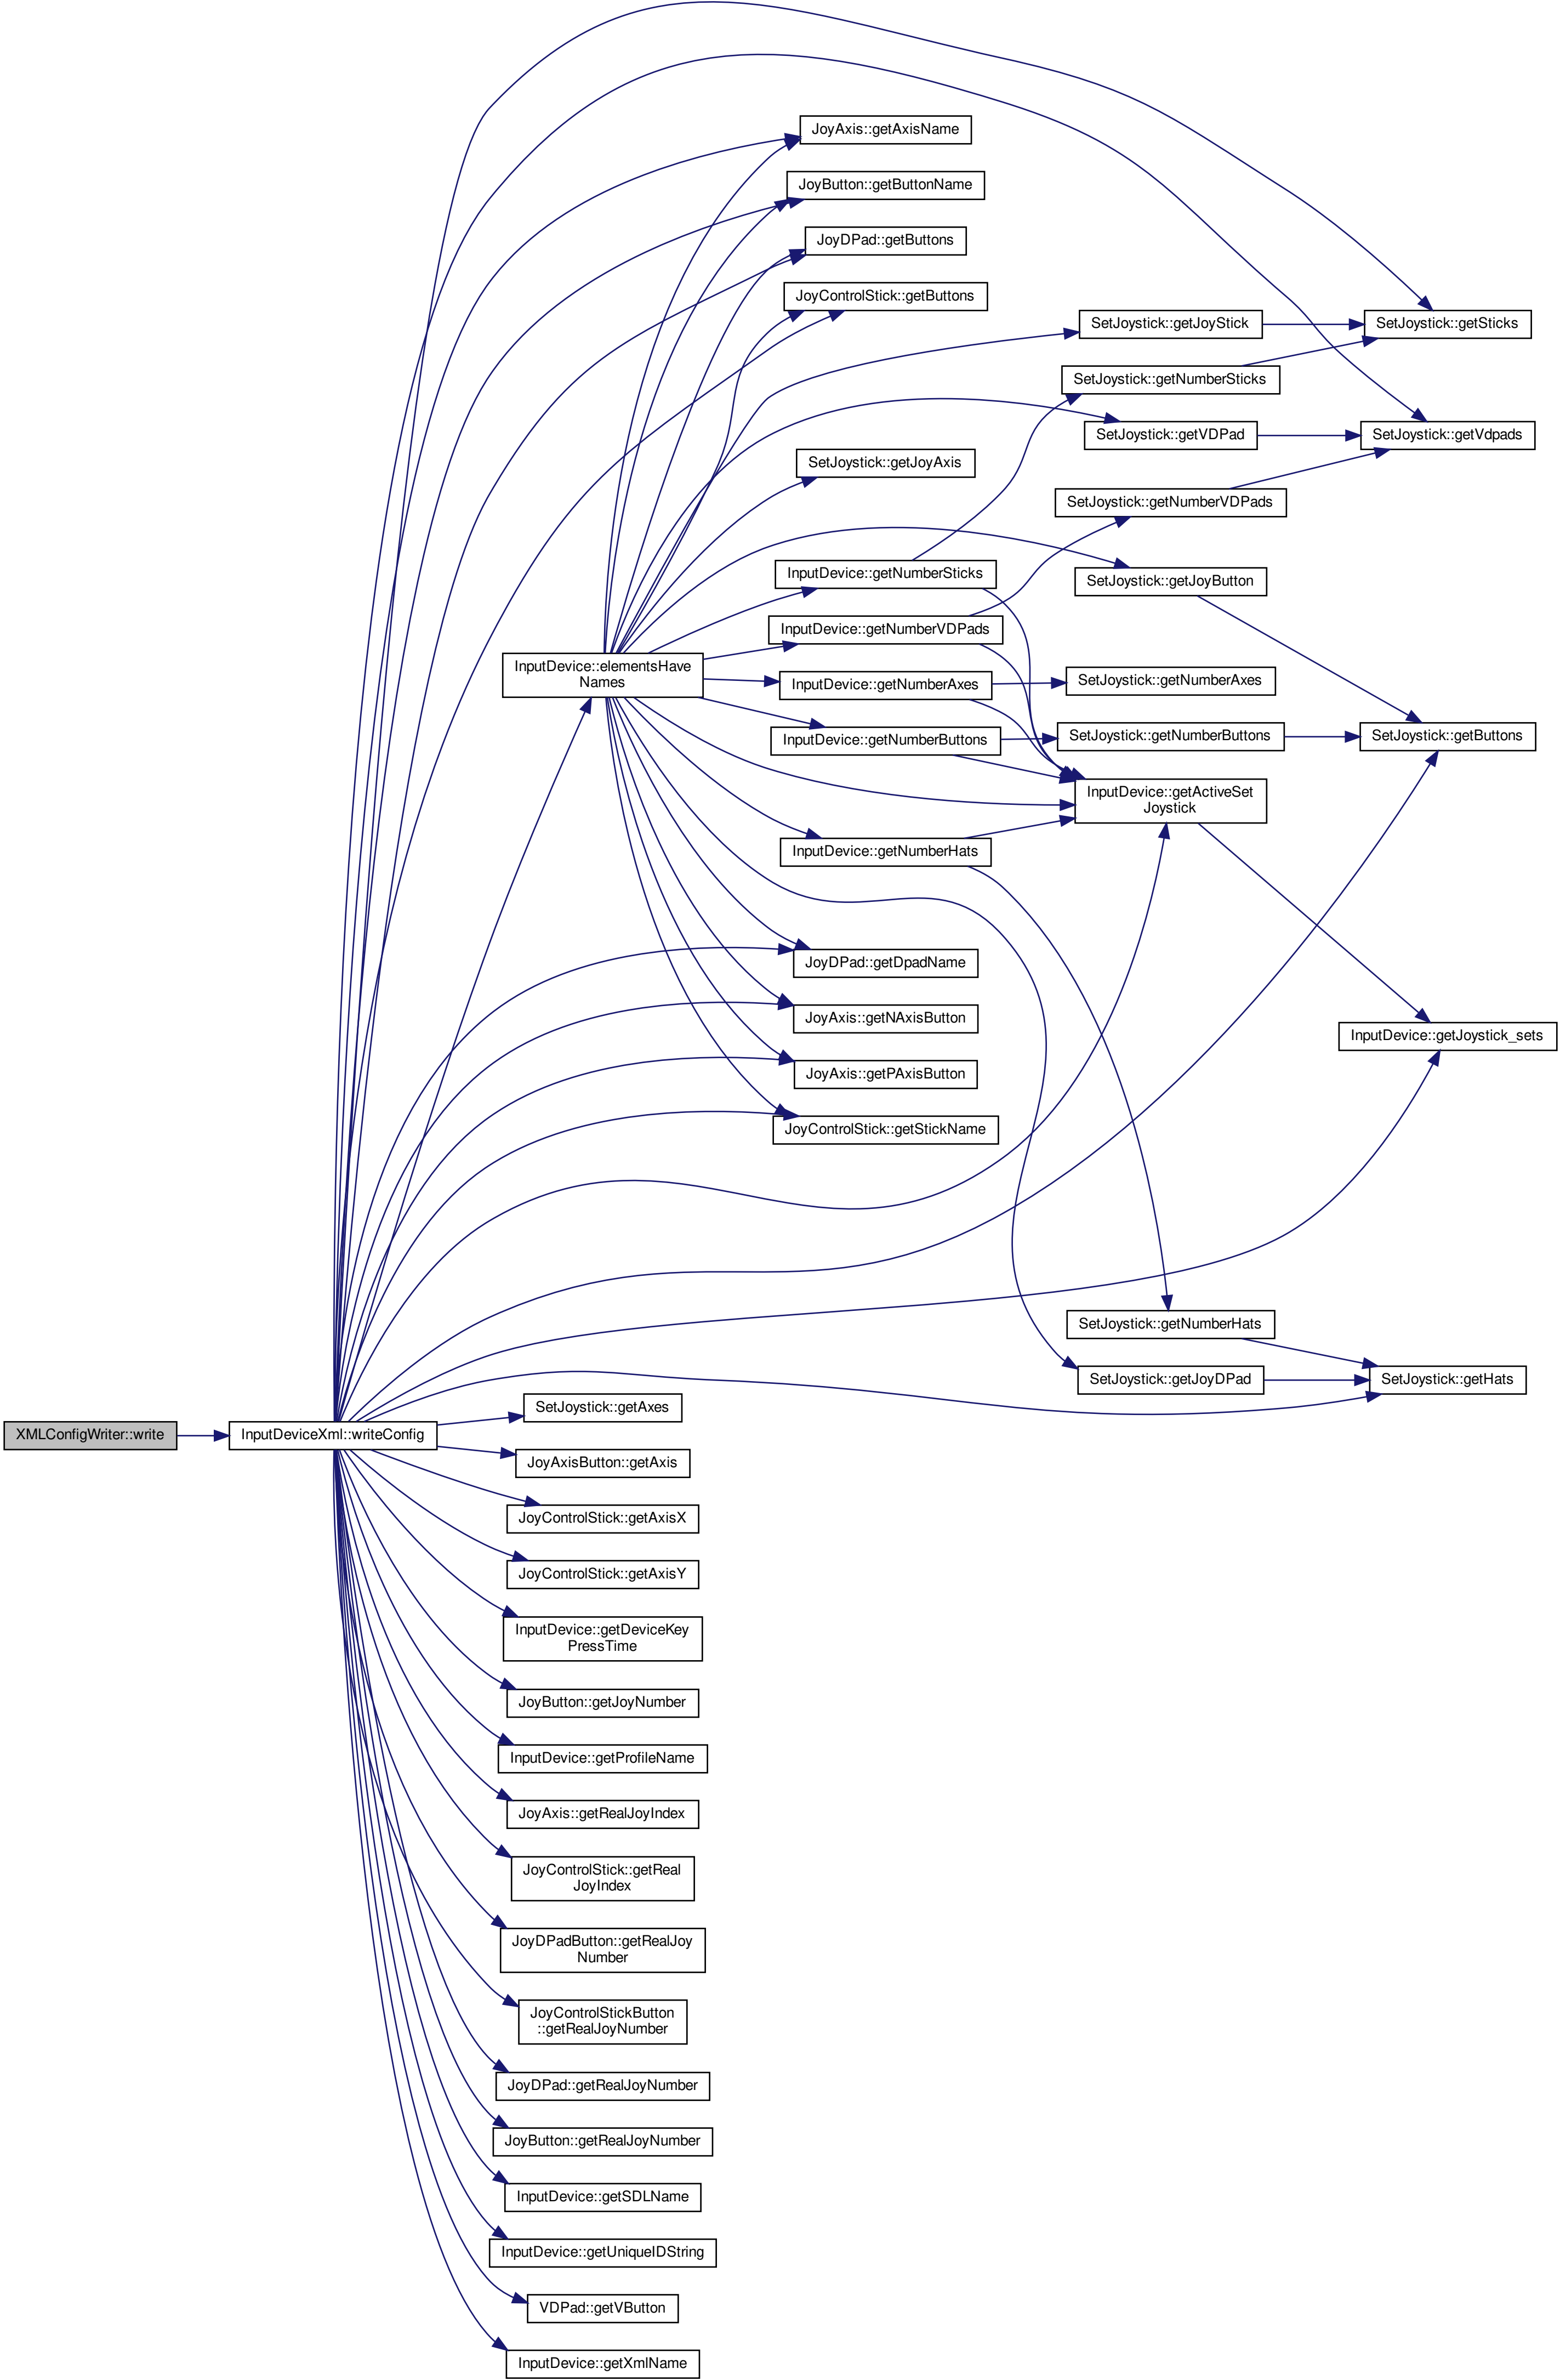 JoyAxis::getAxisName
JoyButton::getButtonName
JoyDPad::getButtons
JoyControlStick::getButtons
SetJoystick::getJoyStick
SetJoystick::getSticks
SetJoystick::getNumberSticks
SetJoystick::getVDPad
SetJoystick::getVdpads
SetJoystick::getJoyAxis
SetJoystick::getNumberVDPads
InputDevice::getNumberSticks
SetJoystick::getJoyButton
InputDevice::getNumberVDPads
InputDevice::elementsHave
Names
InputDevice::getNumberAxes
SetJoystick::getNumberAxes
InputDevice::getNumberButtons
SetJoystick::getNumberButtons
SetJoystick::getButtons
InputDevice::getActiveSet
Joystick
InputDevice::getNumberHats
JoyDPad::getDpadName
JoyAxis::getNAxisButton
InputDevice::getJoystick_sets
JoyAxis::getPAxisButton
JoyControlStick::getStickName
SetJoystick::getNumberHats
SetJoystick::getJoyDPad
SetJoystick::getHats
SetJoystick::getAxes
XMLConfigWriter::write
InputDeviceXml::writeConfig
JoyAxisButton::getAxis
JoyControlStick::getAxisX
JoyControlStick::getAxisY
InputDevice::getDeviceKey
PressTime
JoyButton::getJoyNumber
InputDevice::getProfileName
JoyAxis::getRealJoyIndex
JoyControlStick::getReal
JoyIndex
JoyDPadButton::getRealJoy
Number
JoyControlStickButton
::getRealJoyNumber
JoyDPad::getRealJoyNumber
JoyButton::getRealJoyNumber
InputDevice::getSDLName
InputDevice::getUniqueIDString
VDPad::getVButton
InputDevice::getXmlName